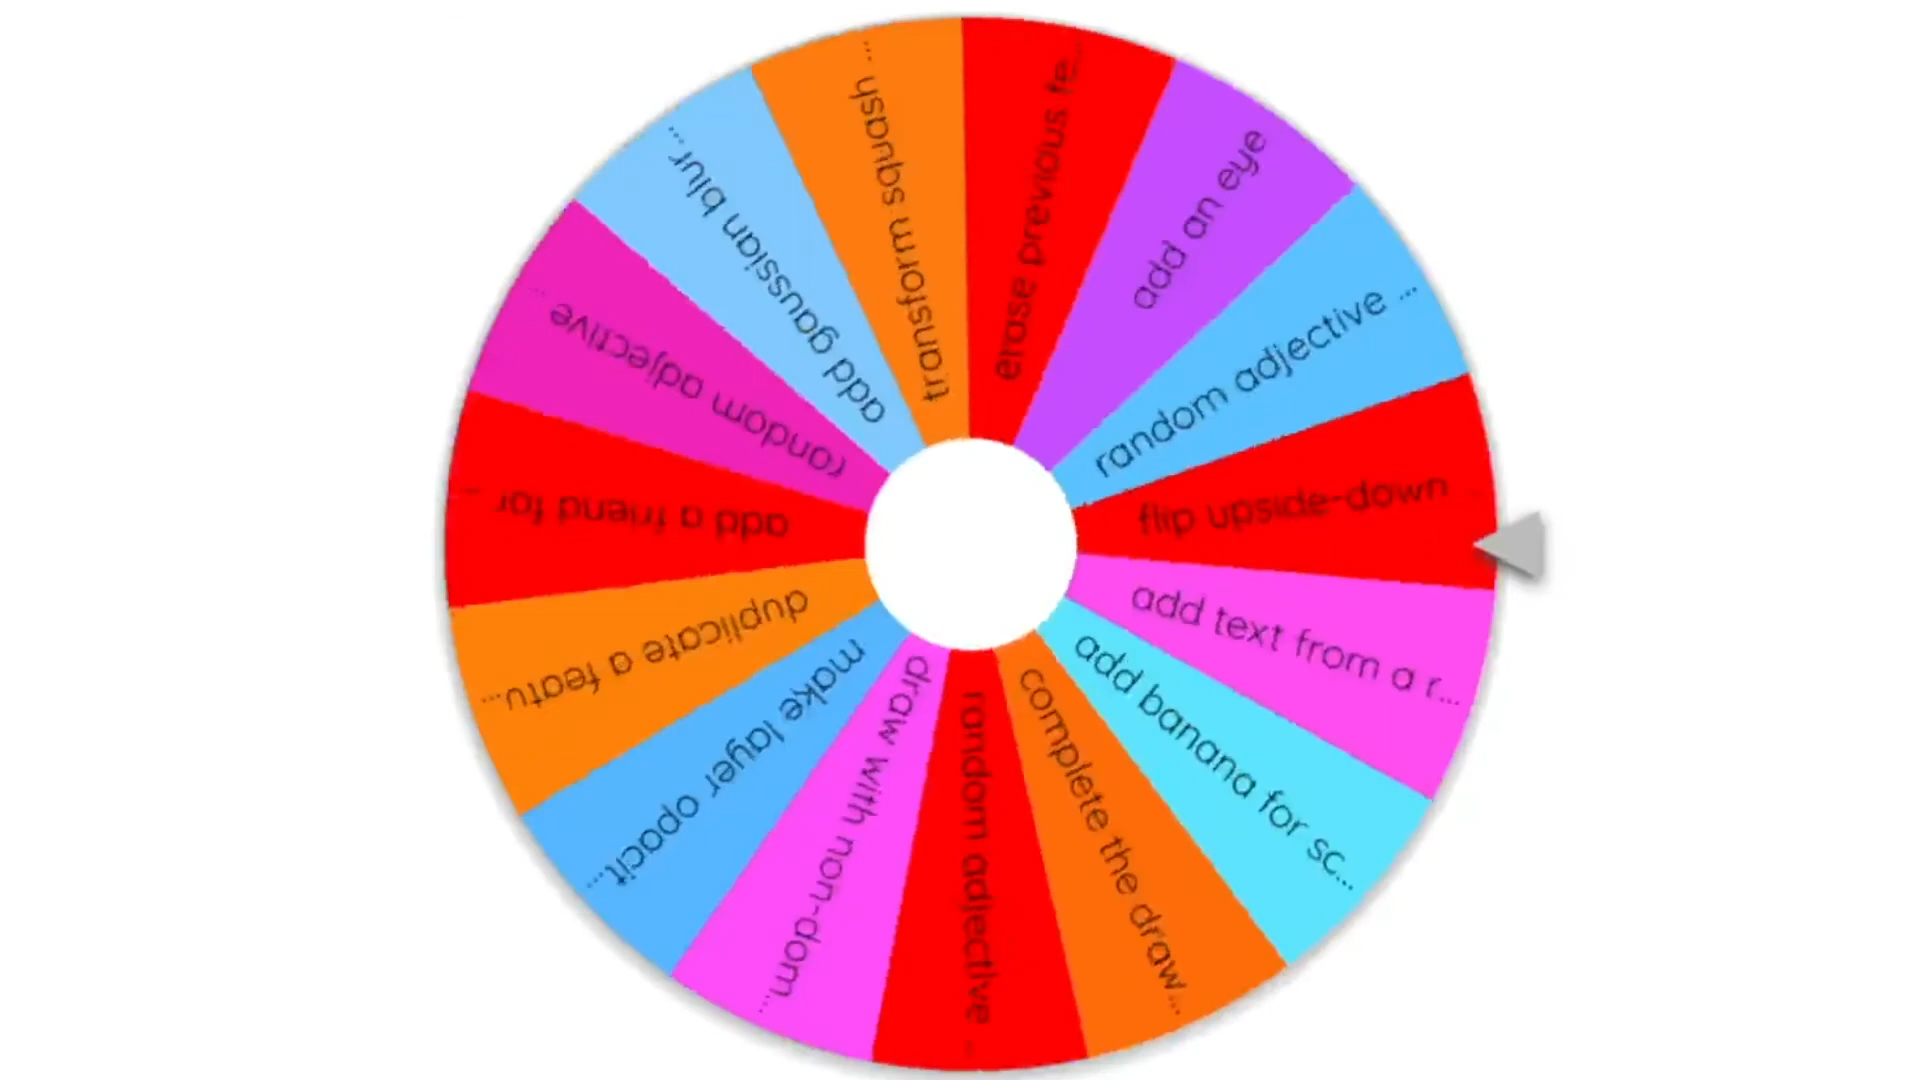 erase previous fe...
add an eye
random adjective ...
flip upside-down ...
add text from a r...
add banana for sc...
complete the draw...
random adjective ...
draw with non-dom...
make layer opacit...
duplicate a featu...
add a friend for ...
random adjective ...
add gaussian blur...
transform squash ...